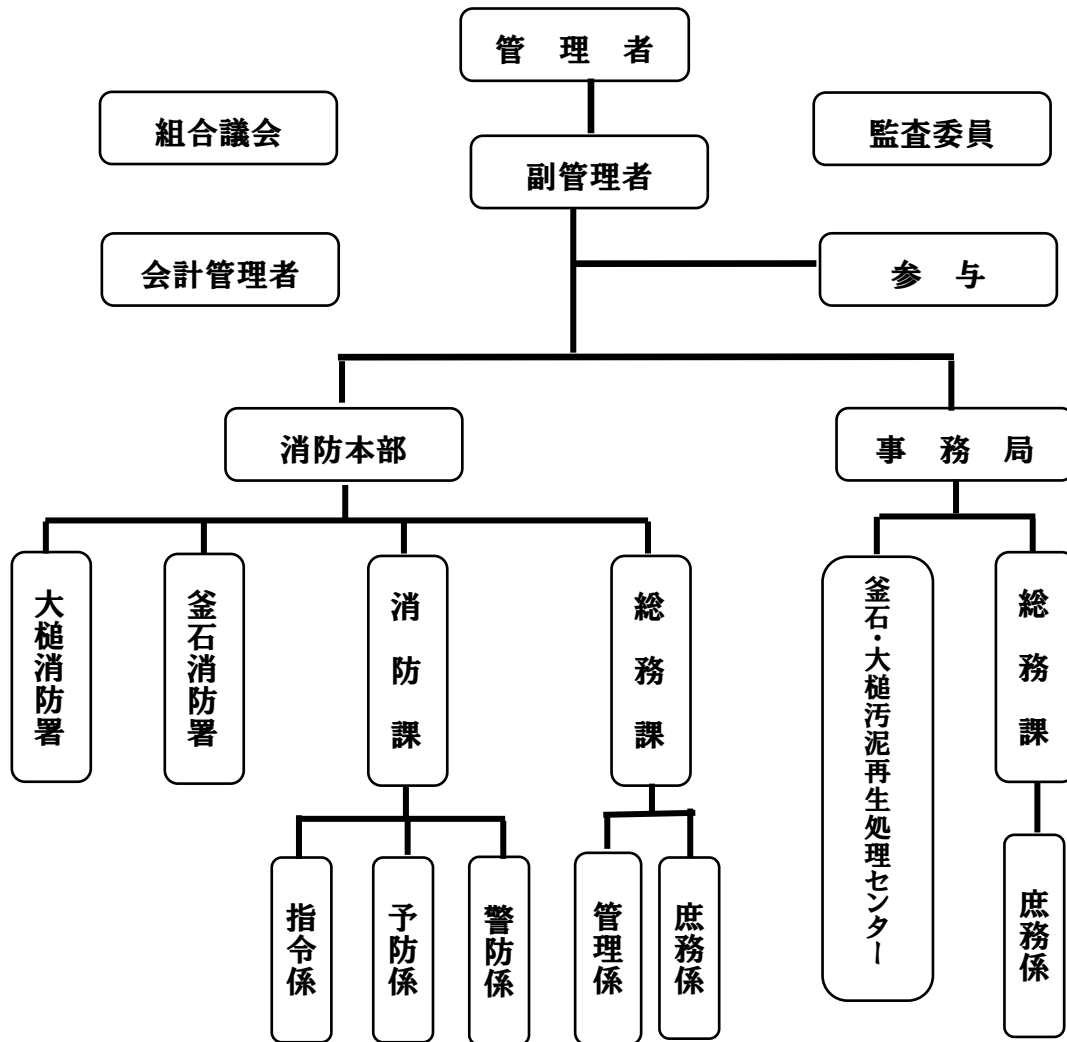 管　理　者
組合議会
監査委員
副管理者
会計管理者
参　与
消防本部
事　務　局
大槌消防署
釜石消防署
消防課
総務課
釜石・大槌汚泥再生処理センター
総務課
指令係
予防係
警防係
管理係
庶務係
庶務係